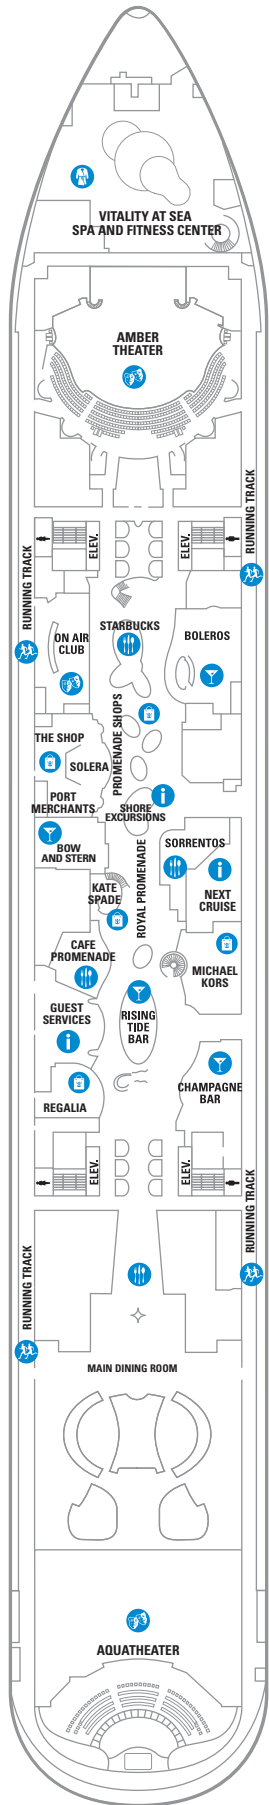 VITALITY AT SEA
SPA AND FITNESS CENTER
AMBER
THEATER
ELEV.
ELEV.
RUNNING TRACK
RUNNING TRACK
STARBUCKS
ON AIR
CLUB
BOLEROS
PROMENADE SHOPS
THE SHOP
SOLERA
PORT
MERCHANTS
SHORE
EXCURSIONS
BOW
AND STERN
SORRENTOS
ROYAL PROMENADE
KATE
SPADE
NEXT
CRUISE
CAFE
PROMENADE
MICHAEL
KORS
GUEST
SERVICES
RISING
TIDE
BAR
REGALIA
CHAMPAGNE
BAR
ELEV.
ELEV.
RUNNING TRACK
RUNNING TRACK
MAIN DINING ROOM
AQUATHEATER